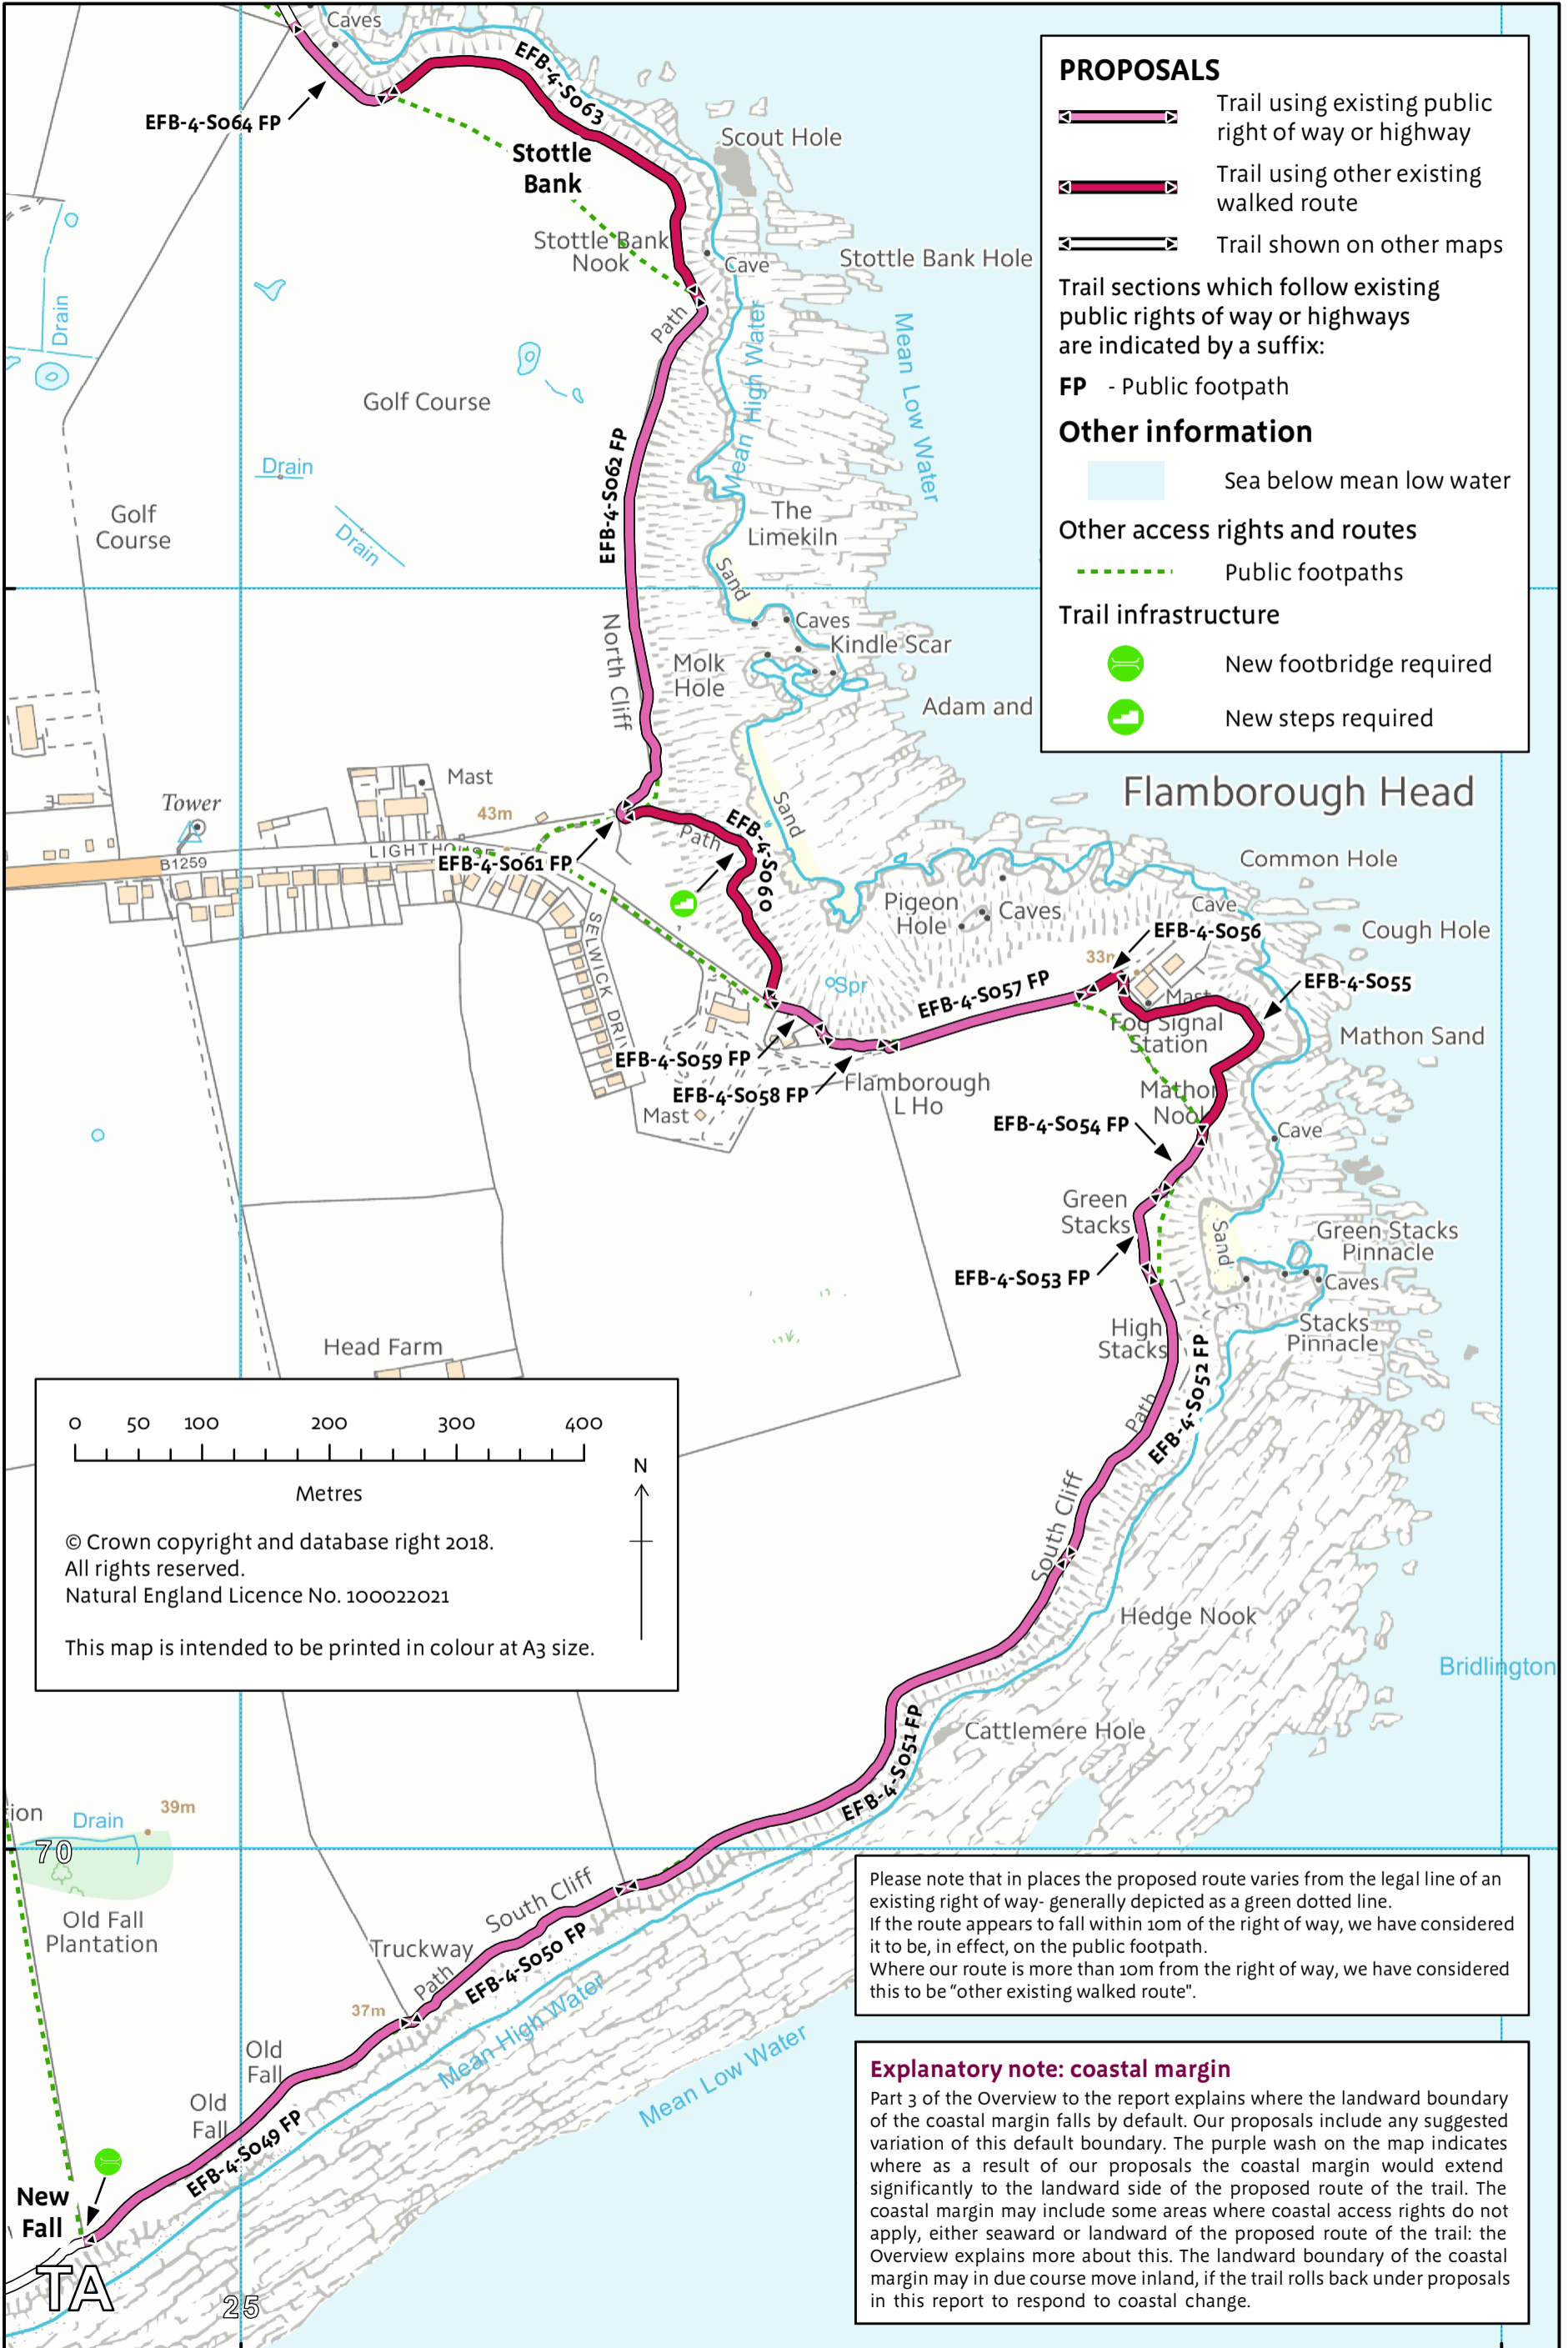 Caves
EFB-4-S064 FP
EFB-4-S063
Stottle
Bank
Scout Hole
Stottle Bank
Nook
Cave
Stottle Bank Hole
Path
Drain
Mean High Water
Mean Low Water
Golf Course
EFB-4-S062 FP
Drain
Golf
Course
Drain
The
Limekiln
Sand
North Cliff
Caves
Kindle Scar
Molk
Hole
Adam and
PROPOSALS
Trail using existing public
right of way or highway
Trail using other existing
walked route
Trail shown on other maps
Trail sections which follow existing
public rights of way or highways
are indicated by a suffix:
FP - Public footpath
Other information
Sea below mean low water
Other access rights and routes
Public footpaths
Trail infrastructure
New footbridge required
New steps required
Flamborough Head
Mast
Tower
43m
B1259
EFB-4-S061 FP
Path
EFB-4-S060
Sand
Common Hole
Pigeon
Hole
Caves
Cave
Cough Hole
EFB-4-S056
33m
SELWICK DRIV
Spr
EFB-4-S057 FP
EFB-4-S055
Mast
Fog Signal
Station
Mathon Sand
EFB-4-S059 FP
EFB-4-S058 FP
Flamborough
L Ho
Mast
Mathon
Nook
EFB-4-S054 FP
Cave
Green
Stacks
Sand
Green Stacks
Pinnacle
EFB-4-S053 FP
Caves
High
Stacks
Stacks
Pinnacle
Head Farm
EFB-4-S052 FP
Path
South Cliff
0 50 100 200 300 400
Metres
N
© Crown copyright and database right 2018.
All rights reserved.
Natural England Licence No. 100022021
This map is intended to be printed in colour at A3 size.
Hedge Nook
Bridlington
EFB-4-S051 FP
Cattlemere Hole
ion
Drain
39m
70
South Cliff
Old Fall
Plantation
Truckway
Path
EFB-4-S050 FP
37m
Mean High Water
Mean Low Water
Old
Fall
Old
Fall
EFB-4-S049 FP
New
Fall
TA
25
Please note that in places the proposed route varies from the legal line of an
existing right of way- generally depicted as a green dotted line.
If the route appears to fall within 10m of the right of way, we have considered
it to be, in effect, on the public footpath.
Where our route is more than 10m from the right of way, we have considered
this to be “other existing walked route".
Explanatory note: coastal margin
Part 3 of the Overview to the report explains where the landward boundary
of the coastal margin falls by default. Our proposals include any suggested
variation of this default boundary. The purple wash on the map indicates
where as a result of our proposals the coastal margin would extend
significantly to the landward side of the proposed route of the trail. The
coastal margin may include some areas where coastal access rights do not
apply, either seaward or landward of the proposed route of the trail: the
Overview explains more about this. The landward boundary of the coastal
margin may in due course move inland, if the trail rolls back under proposals
in this report to respond to coastal change.